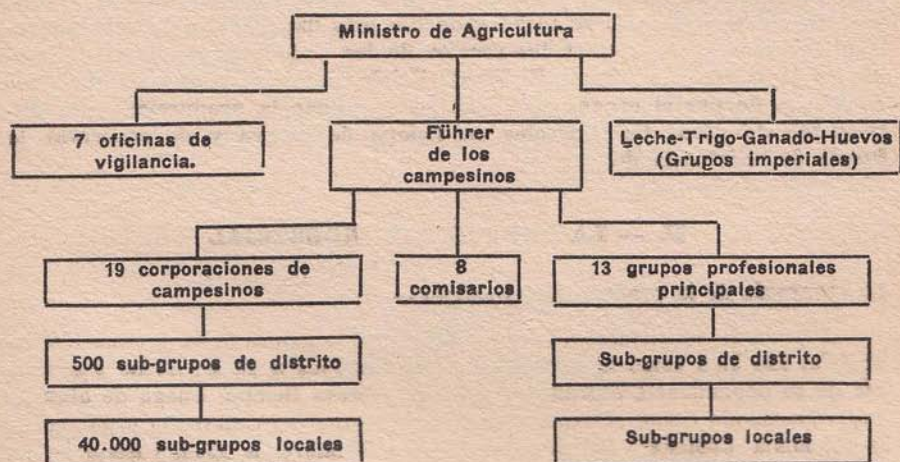 Ministro de Agricultura
7 oficinas de
vigilancia.
Führer
de los
campesinos
Leche-Trigo-Ganado-Huevos
(Grupos imperiales)
19 corporaciones de
campesinos
8
comisarios
13 grupos profesionales
principales
500 sub-grupos de distrito
Sub-grupos de distrito
40.000 sub-grupos locales
Sub-grupos locales